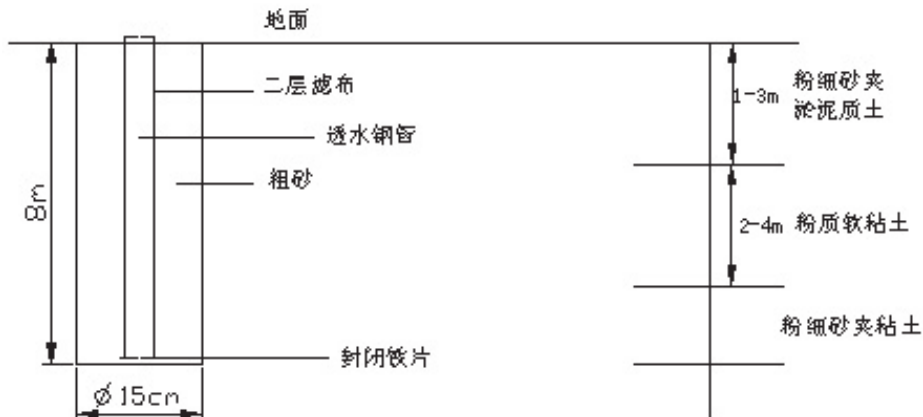 地面
二层滤布
透水钢管
粗砂
封闭铁片
8m
ϕ15cm
1-3m 粉细砂夹
淤泥质土
2-4m 粉质软粘土
粉细砂夹粘土